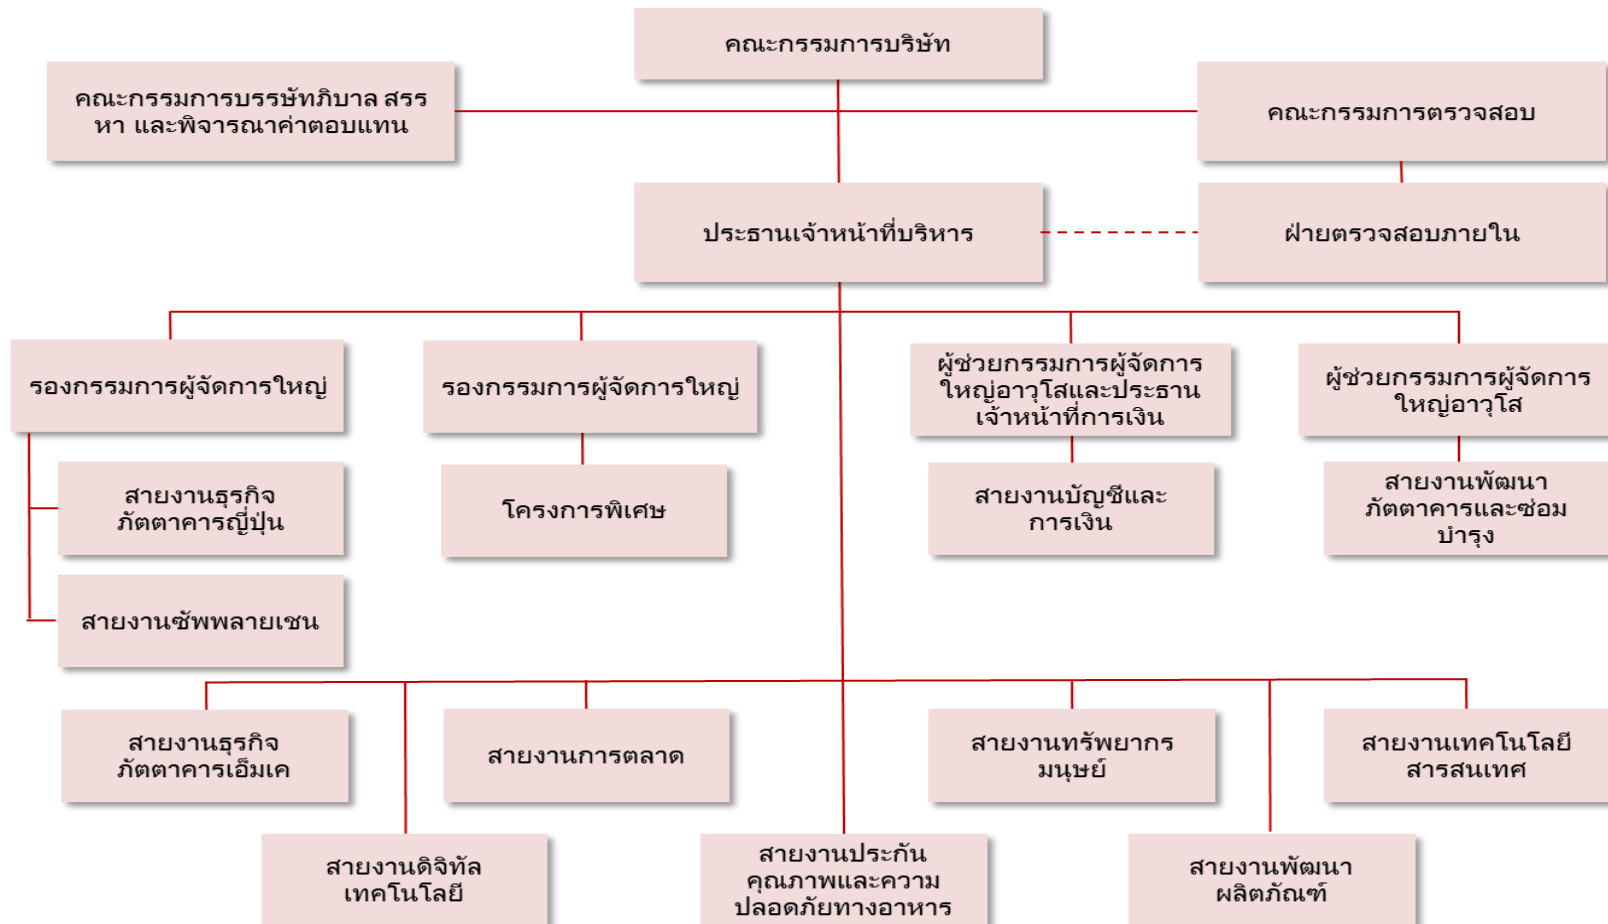 คณะกรรมการบริษัท
คณะกรรมการบรรษัทภิบาล สรร
หา และพิจารณาค่าตอบแทน
คณะกรรมการตรวจสอบ
ประธานเจ้าหน้าที่บริหาร
ฝ่ายตรวจสอบภายใน
รองกรรมการผู้จัดการใหญ่
รองกรรมการผู้จัดการใหญ่
ผู้ช่วยกรรมการผู้จัดการ
ใหญ่อาวุโสและประธาน
เจ้าหน้าที่การเงิน
ผู้ช่วยกรรมการผู้จัดการ
ใหญ่อาวุโส
สายงานธุรกิจ
ภัตตาคารญี่ปุ่น
โครงการพิเศษ
สายงานบัญชีและ
การเงิน
สายงานพัฒนา
ภัตตาคารและซ่อม
บำรุง
สายงานซัพพลายเชน
สายงานธุรกิจ
ภัตตาคารเอ็มเค
สายงานการตลาด
สายงานทรัพยากร
มนุษย์
สายงานเทคโนโลยี
สารสนเทศ
สายงานดิจิทัล
เทคโนโลยี
สายงานประกัน
คุณภาพและความ
ปลอดภัยทางอาหาร
สายงานพัฒนา
ผลิตภัณฑ์